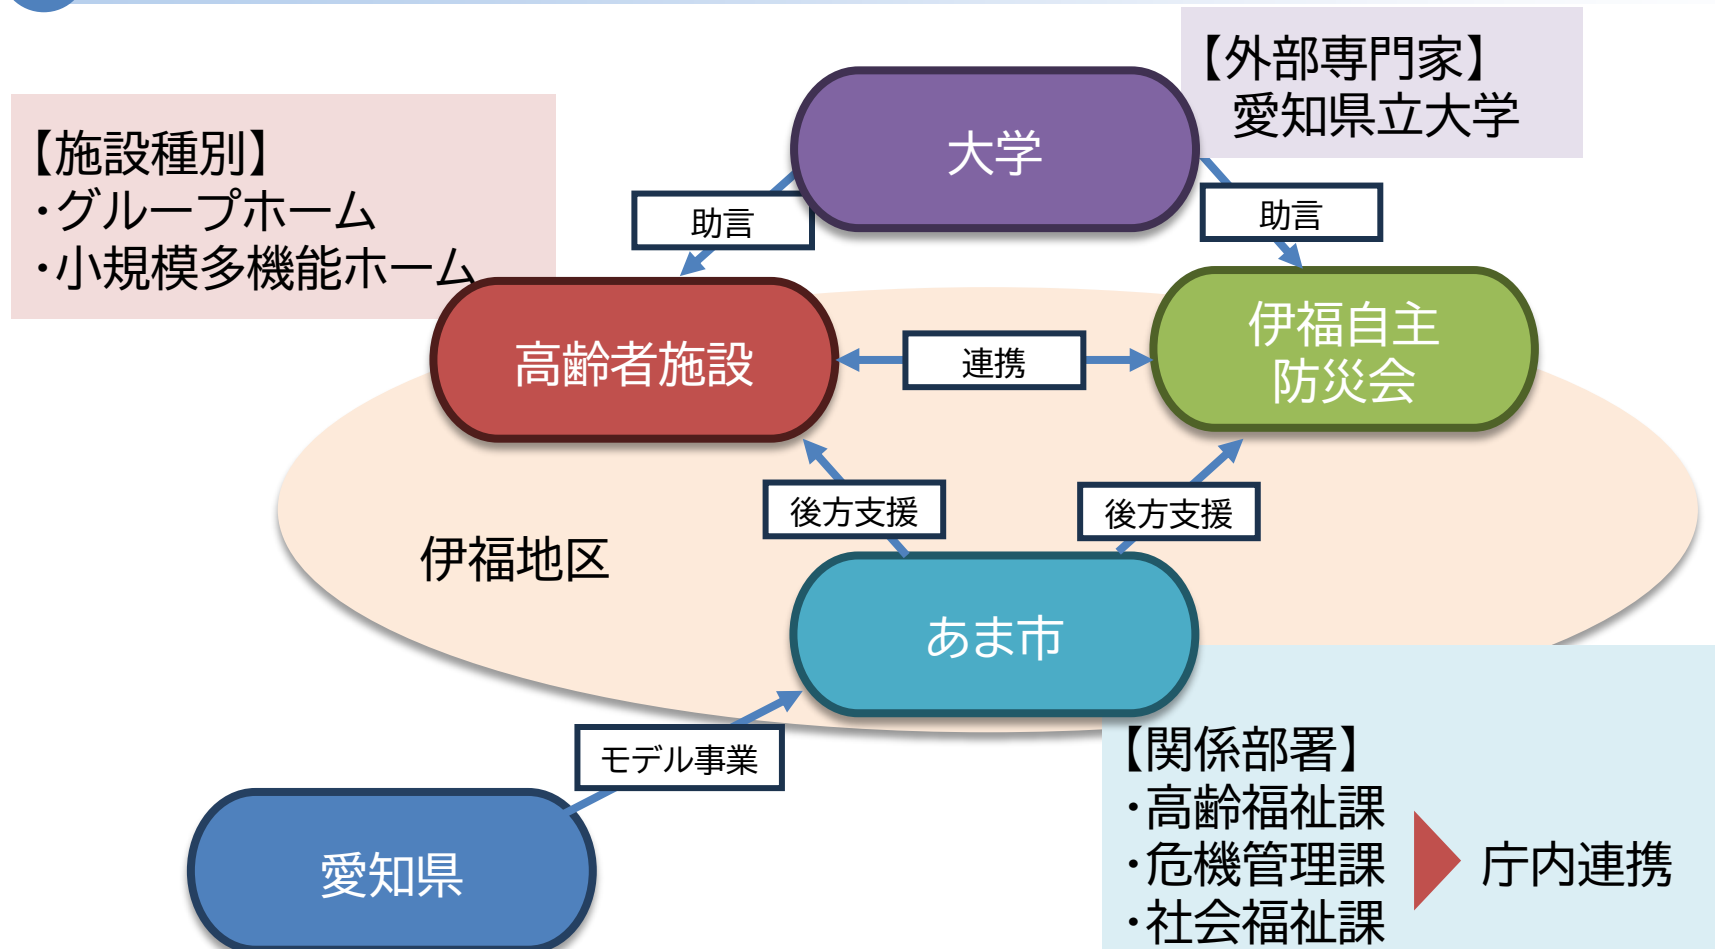 【外部専門家】
愛知県立大学
大学
【施設種別】
・グループホーム
・小規模多機能ホーム
助言
助言
高齢者施設
連携
伊福自主
防災会
後方支援
後方支援
伊福地区
あま市
モデル事業
愛知県
【関係部署】
・高齢福祉課
・危機管理課
・社会福祉課
庁内連携